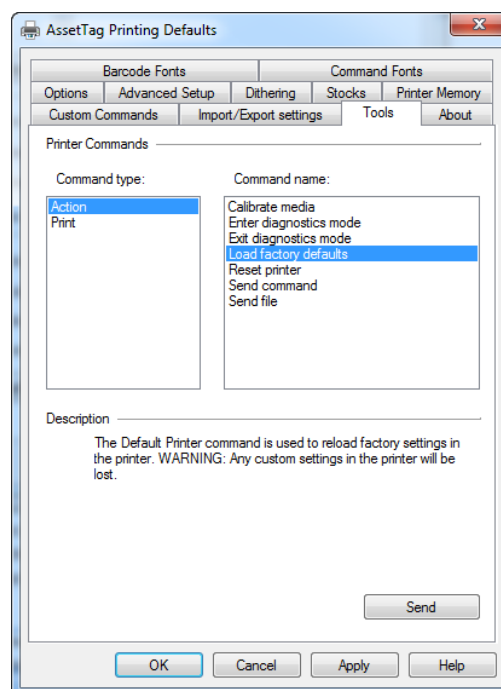 AssetTag Printing Defaults
Barcode Fonts
Command Fonts
Options
Advanced Setup
Dithering
Stocks
Printer Memory
Custom Commands
Import/Export settings
Tools
About
Printer Commands
Command type:
Command name:
Action
Print
Calibrate media
Enter diagnostics mode
Exit diagnostics mode
Load factory defaults
Reset printer
Send command
Send file
Description
The Default Printer command is used to reload factory settings in
the printer. WARNING: Any custom settings in the printer will be
lost.
Send
OK
Cancel
Apply
Help